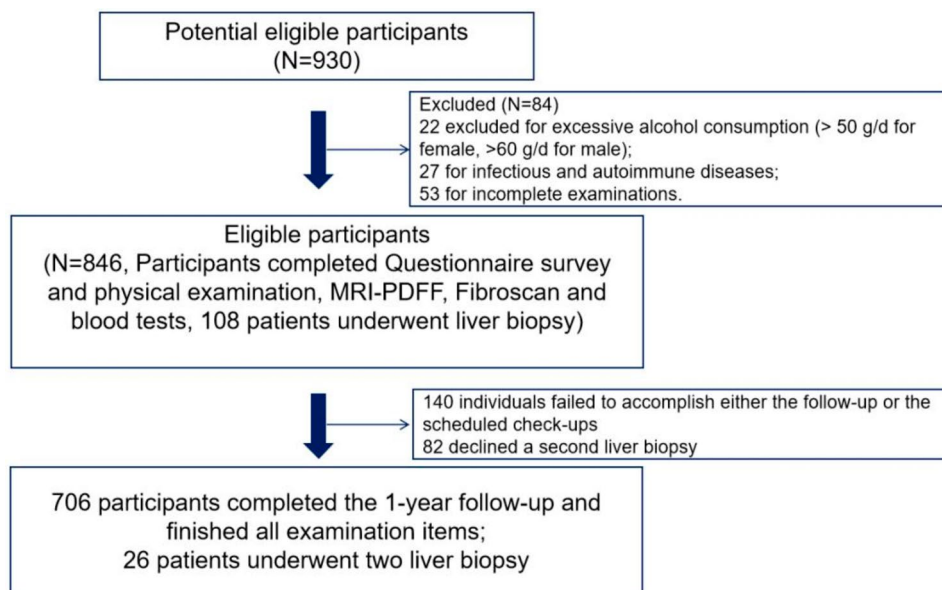 Potential eligible participants
(N=930)
Excluded (N=84)
22 excluded for excessive alcohol consumption (> 50 g/d for
female, >60 g/d for male);
27 for infectious and autoimmune diseases;
53 for incomplete examinations.
Eligible participants
(N=846, Participants completed Questionnaire survey
and physical examination, MRI-PDFF, Fibroscan and
blood tests, 108 patients underwent liver biopsy)
140 individuals failed to accomplish either the follow-up or the
scheduled check-ups
82 declined a second liver biopsy
706 participants completed the 1-year follow-up and
finished all examination items;
26 patients underwent two liver biopsy